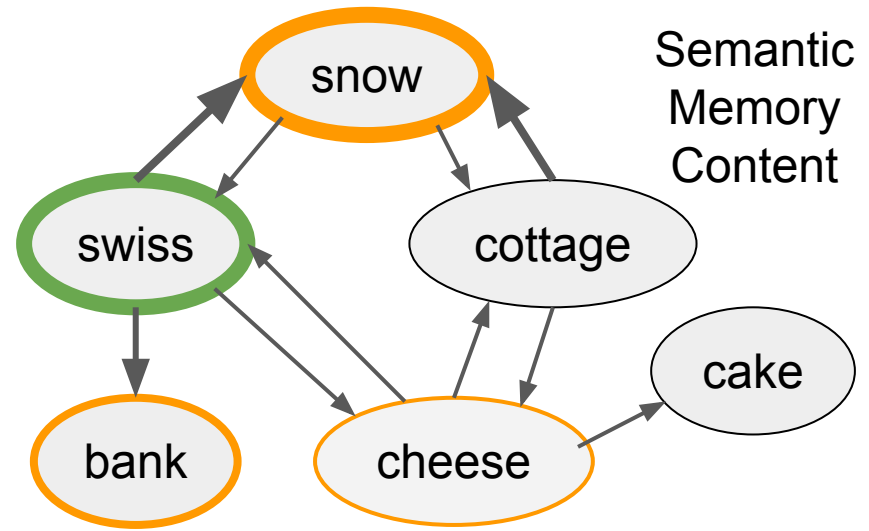 snow
Semantic
Memory
Content
swiss
cottage
cake
bank
cheese